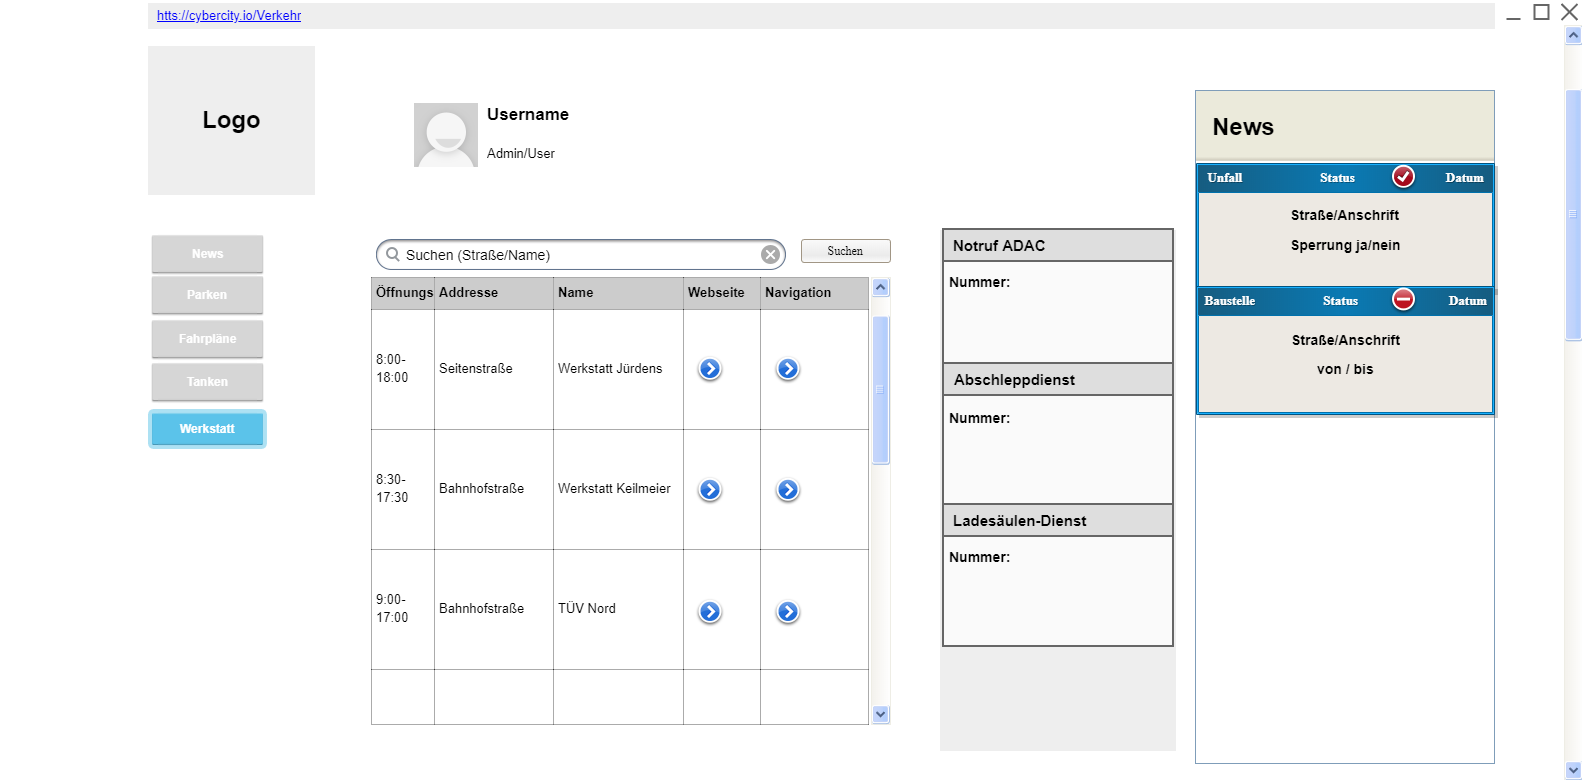 htts://cybercity.io/Verkehr
Logo
Username
Admin/User
News
Parken
Fahrpläne
Tanken
Werkstatt
Suchen (Straße/Name)
Suchen
Öffnungs Addresse Name Webseite Navigation
8:00-
18:00
Seitenstraße
Werkstatt Jürdens
8:30-
17:30
Bahnhofstraße
Werkstatt Keilmeier
9:00-
17:00
Bahnhofstraße
TÜV Nord
Notruf ADAC
Nummer:
Abschleppdienst
Nummer:
Ladesäulen-Dienst
Nummer:
News
Unfall Status Datum
Straße/Anschrift
Sperrung ja/nein
Baustelle Status Datum
Straße/Anschrift
von / bis